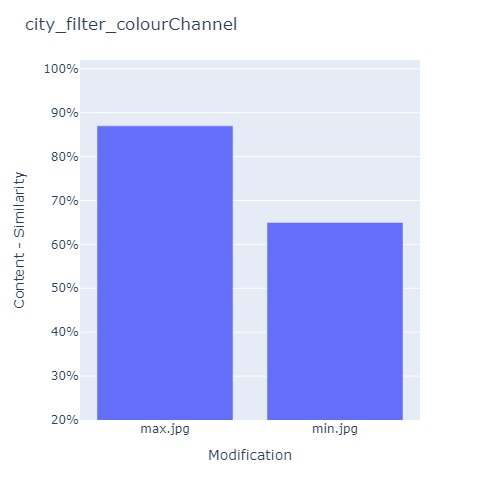 city_filter_colourChannel
100%
90%
80%
70%
60%
50%
40%
30%
20%
Content - Similarity
max.jpg min.jpg
Modification